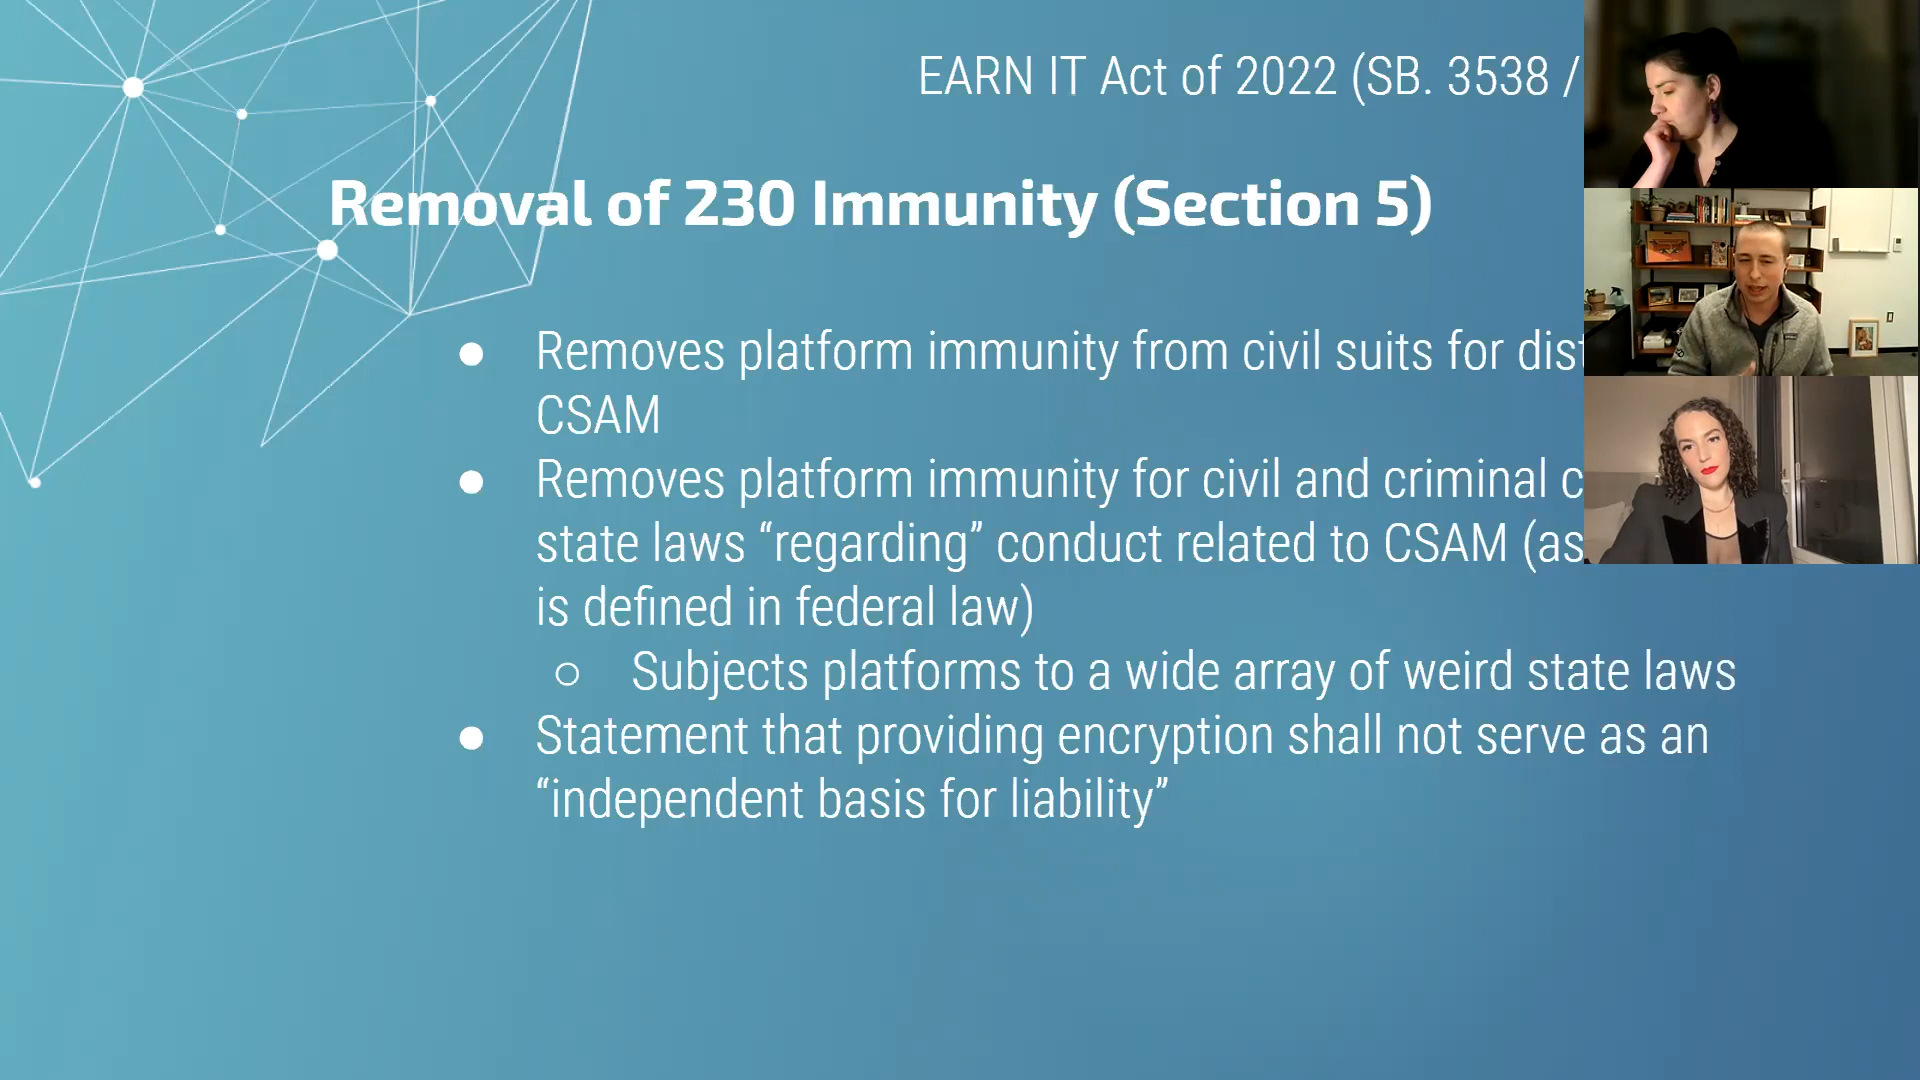 EARN IT Act of 2022 (SB. 3538 /
Removal of 230 Immunity (Section 5)
● Removes platform immunity from civil suits for
CSAM
● Removes platform immunity for civil and criminal
state laws “regarding” conduct related to CSAM (as
is defined in federal law)
○ Subjects platforms to a wide array of weird state laws
● Statement that providing encryption shall not serve as an
“independent basis for liability”